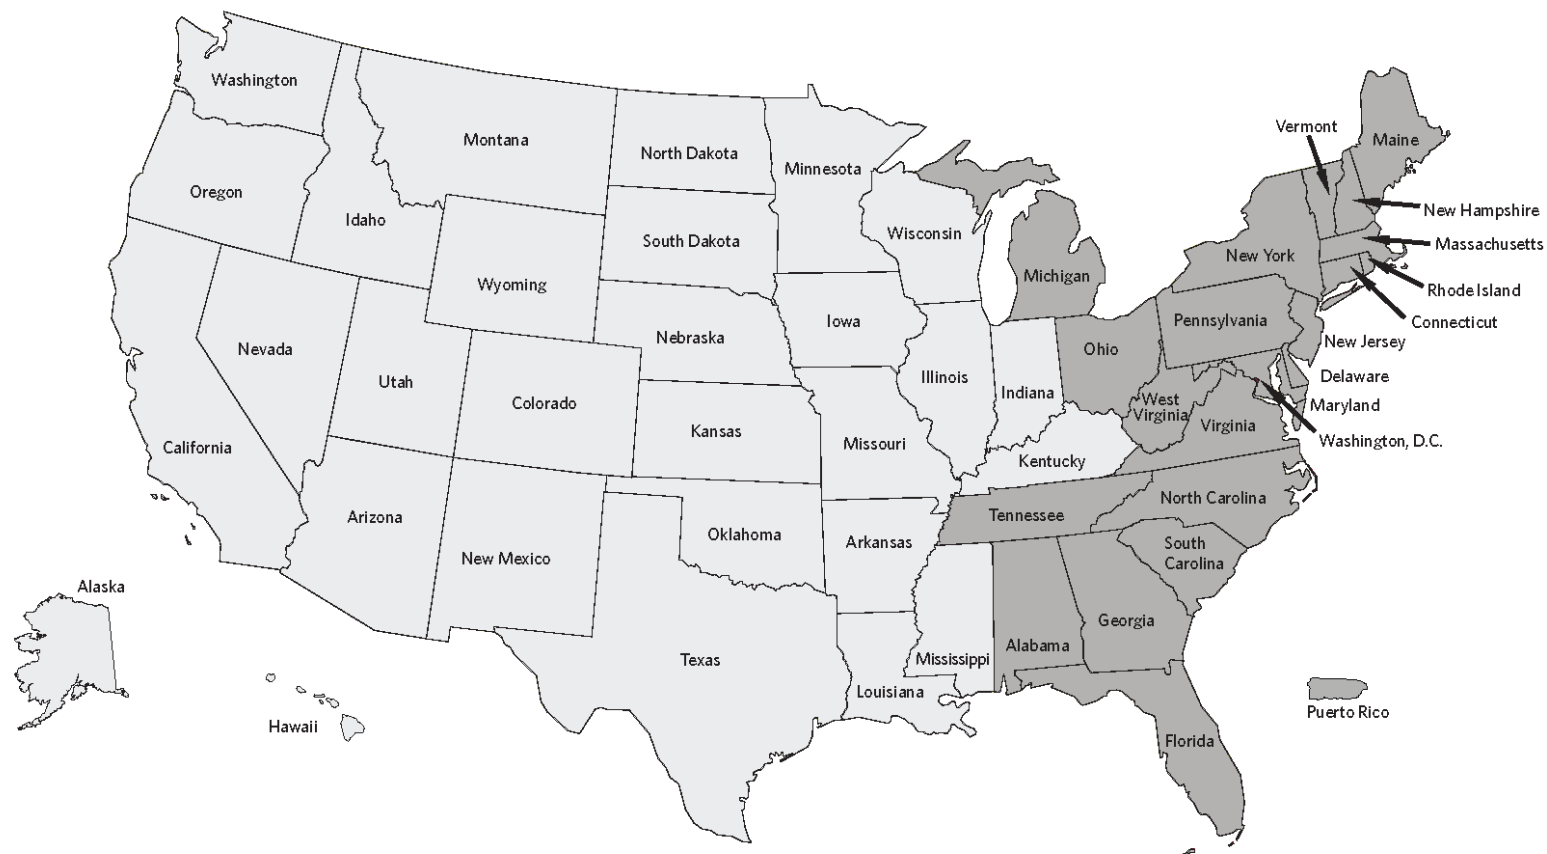 Washington
Montana
North Dakota
Minnesota
Vermont
Maine
Oregon
Idaho
South Dakota
Wisconsin
New Hampshire
Massachusetts
New York
Michigan
Wyoming
Rhode Island
Iowa
Pennsylvania
Connecticut
Nebraska
New Jersey
Nevada
Ohio
Utah
Illinois
Delaware
Colorado
Indiana
West
Virginia
Maryland
Kansas
Virginia
Washington, D.C.
California
Missouri
Kentucky
North Carolina
Arizona
Tennessee
Oklahoma
Arkansas
South
Carolina
New Mexico
Alaska
Georgia
Texas
Mississippi
Alabama
Louisiana
Puerto Rico
Hawaii
Florida